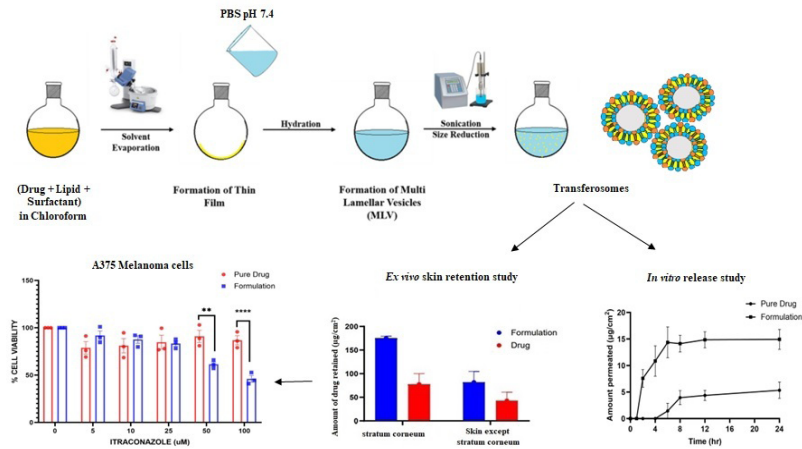 PBS pH 7.4
Solvent
Evaporation
Hydration
Sonication
Size Reduction
(Drug + Lipid +
Surfactant)
in Chloroform
Formation of Thin
Film
Formation of Multi
Lamellar Vesicles
(MLV)
Transferosomes
A375 Melanoma cells
Pure Drug
Formulation
% CELL VIABILITY
150
100
50
0
**
****
0
5
10
25
50
100
ITRACONAZOLE (uM)
Ex vivo skin retention study
Formulation
Drug
Amount of drug retained (µg/cm²)
200
150
100
50
0
stratum corneum
Skin except
stratum corneum
In vitro release study
Pure Drug
Formulation
Amount permeated (µg/cm²)
20
15
10
5
0
0
4
8
12
16
20
24
Time (hr)